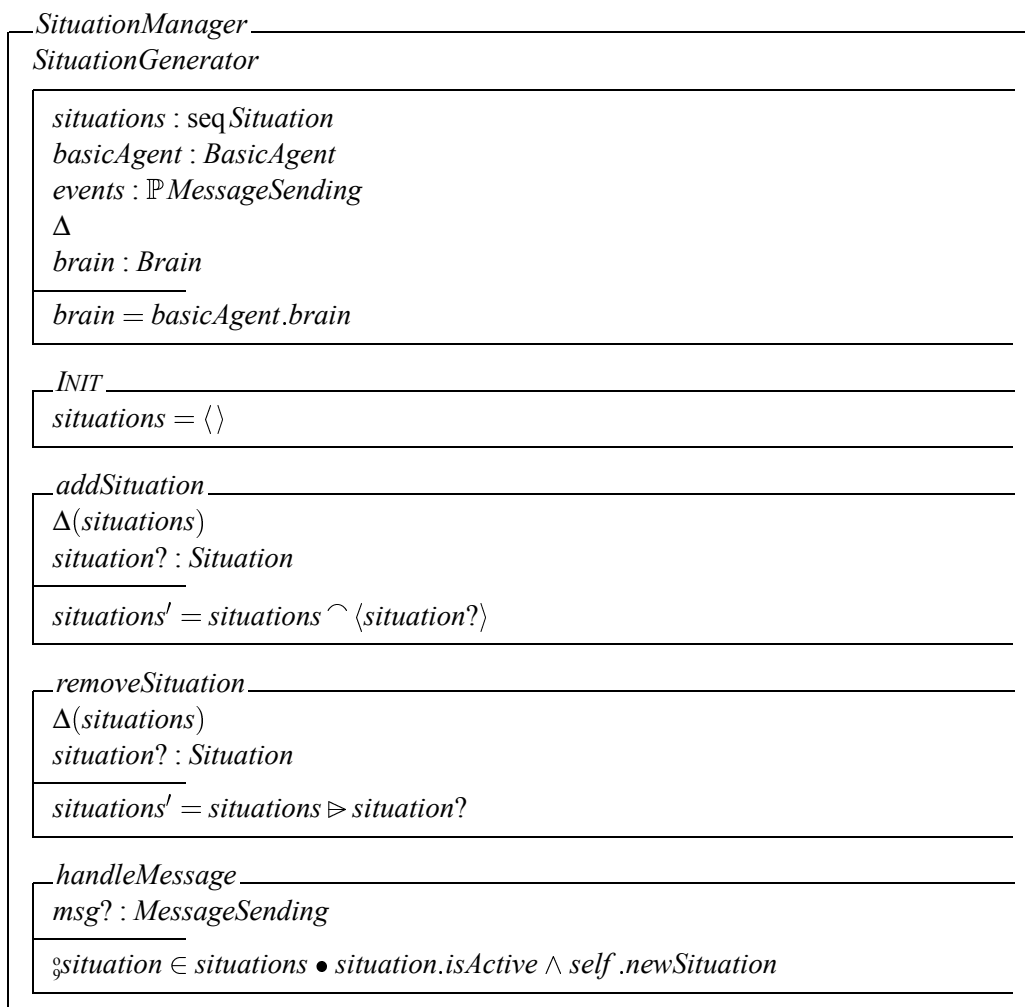 SituationManager
SituationGenerator
situations : seq Situation
basicAgent : BasicAgent
events : ℙ MessageSending
Δ
brain : Brain
brain = basicAgent.brain
INIT
situations = ⟨ ⟩
addSituation
Δ(situations)
situation? : Situation
situations′ = situations ⌢ ⟨situation?⟩
removeSituation
Δ(situations)
situation? : Situation
situations′ = situations ⩥ situation?
handleMessage
msg? : MessageSending
⨟situation ∈ situations • situation.isActive ∧ self .newSituation